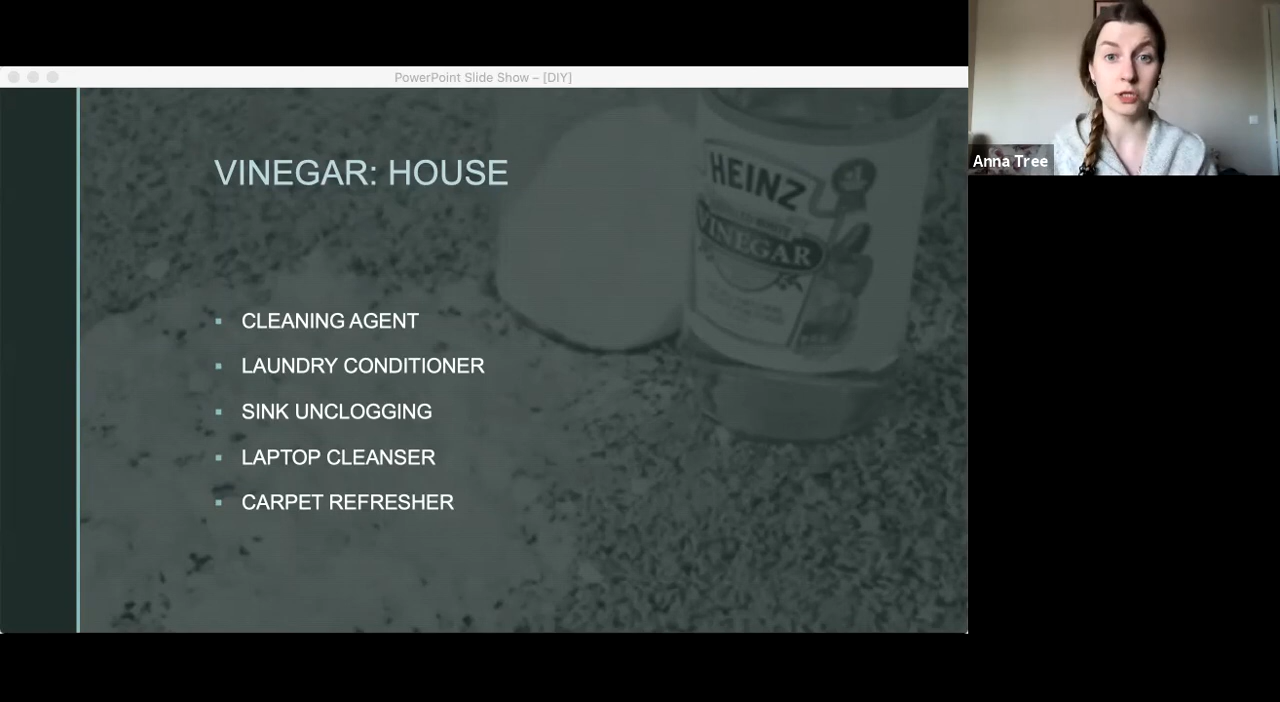 PowerPoint Slide Show – [DIY]
Anna Tree
VINEGAR: HOUSE
HEINZ
VINEGAR
CLEANING AGENT
LAUNDRY CONDITIONER
SINK UNCLOGGING
LAPTOP CLEANSER
CARPET REFRESHER